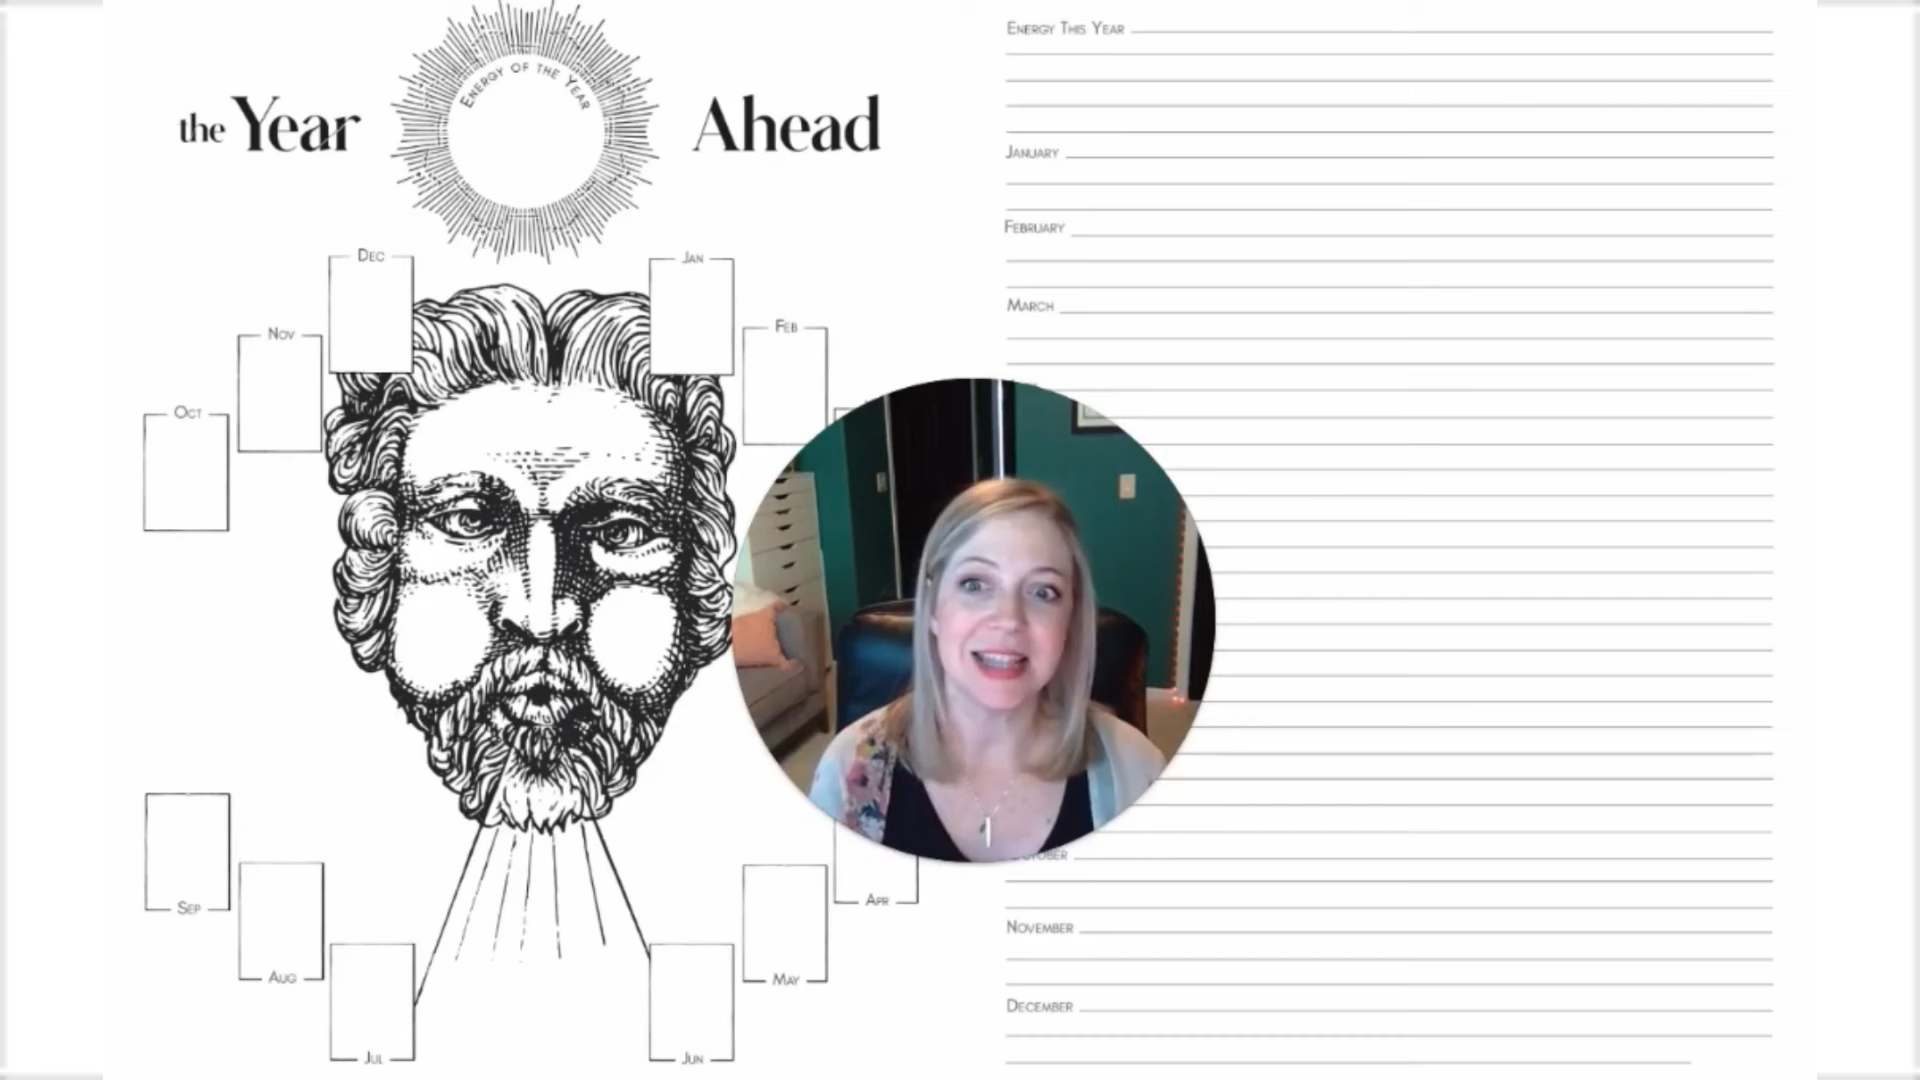 the Year Ahead
Energy of the Year
Dec
Jan
Nov
Feb
Oct
Sep
Apr
Aug
May
Jul
Jun
Energy This Year
January
February
March
November
December